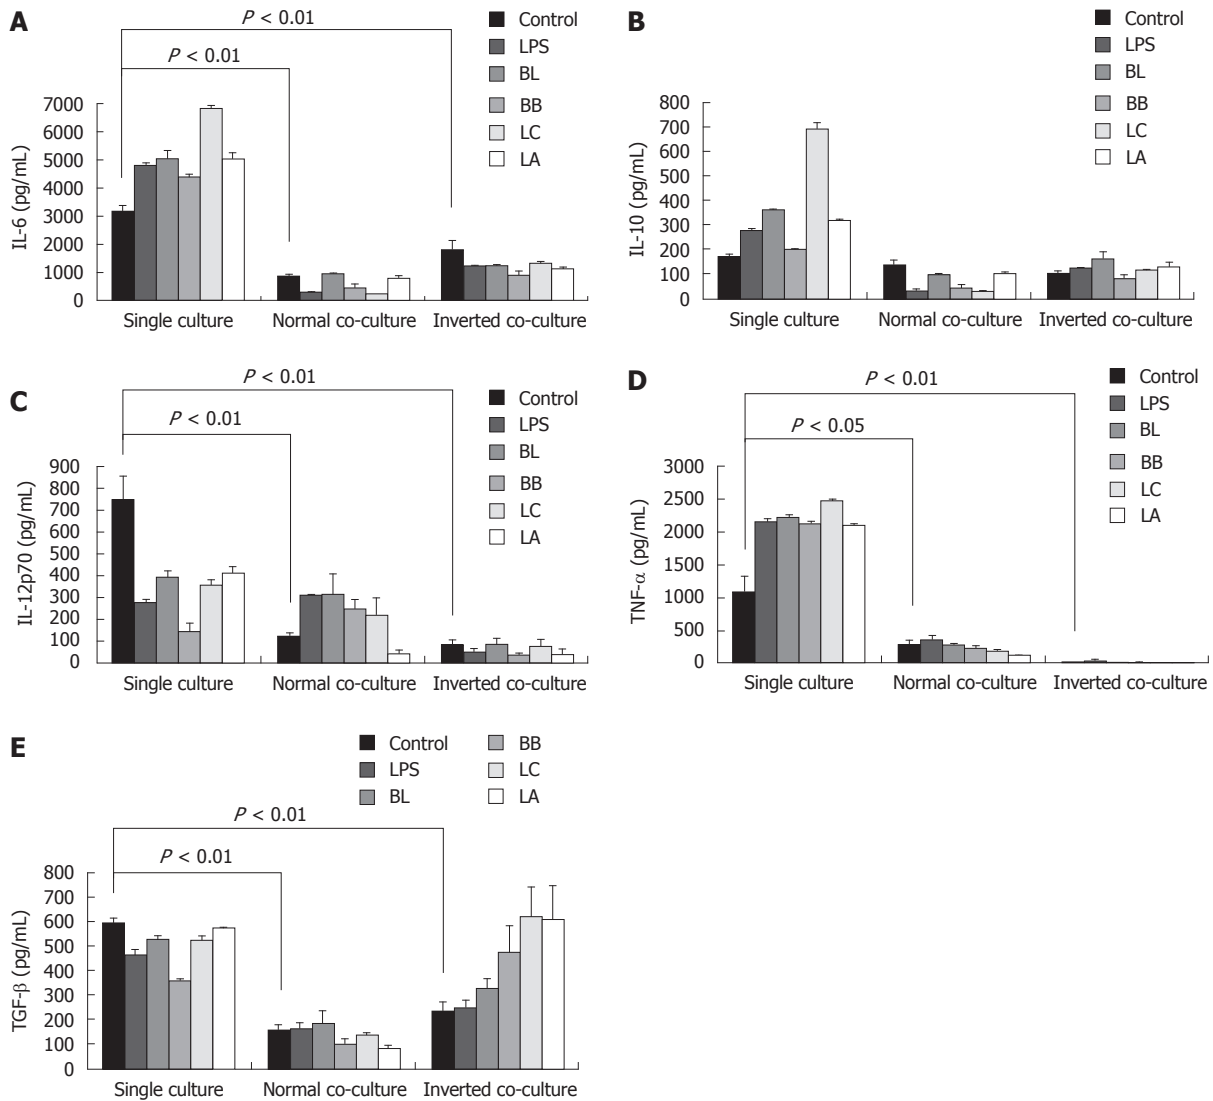 A
P < 0.01
P < 0.01
Control
LPS
BL
BB
LC
LA
IL-6 (pg/mL)
7000
6000
5000
4000
3000
2000
1000
0
Single culture
Normal co-culture
Inverted co-culture
B
Control
LPS
BL
BB
LC
LA
IL-10 (pg/mL)
800
700
600
500
400
300
200
100
0
Single culture
Normal co-culture
Inverted co-culture
C
P < 0.01
P < 0.01
Control
LPS
BL
BB
LC
LA
IL-12p70 (pg/mL)
900
800
700
600
500
400
300
200
100
0
Single culture
Normal co-culture
Inverted co-culture
D
P < 0.01
P < 0.05
Control
LPS
BL
BB
LC
LA
TNF-α (pg/mL)
3000
2500
2000
1500
1000
500
0
Single culture
Normal co-culture
Inverted co-culture
E
Control
LPS
BL
BB
LC
LA
P < 0.01
P < 0.01
TGF-β (pg/mL)
800
700
600
500
400
300
200
100
0
Single culture
Normal co-culture
Inverted co-culture